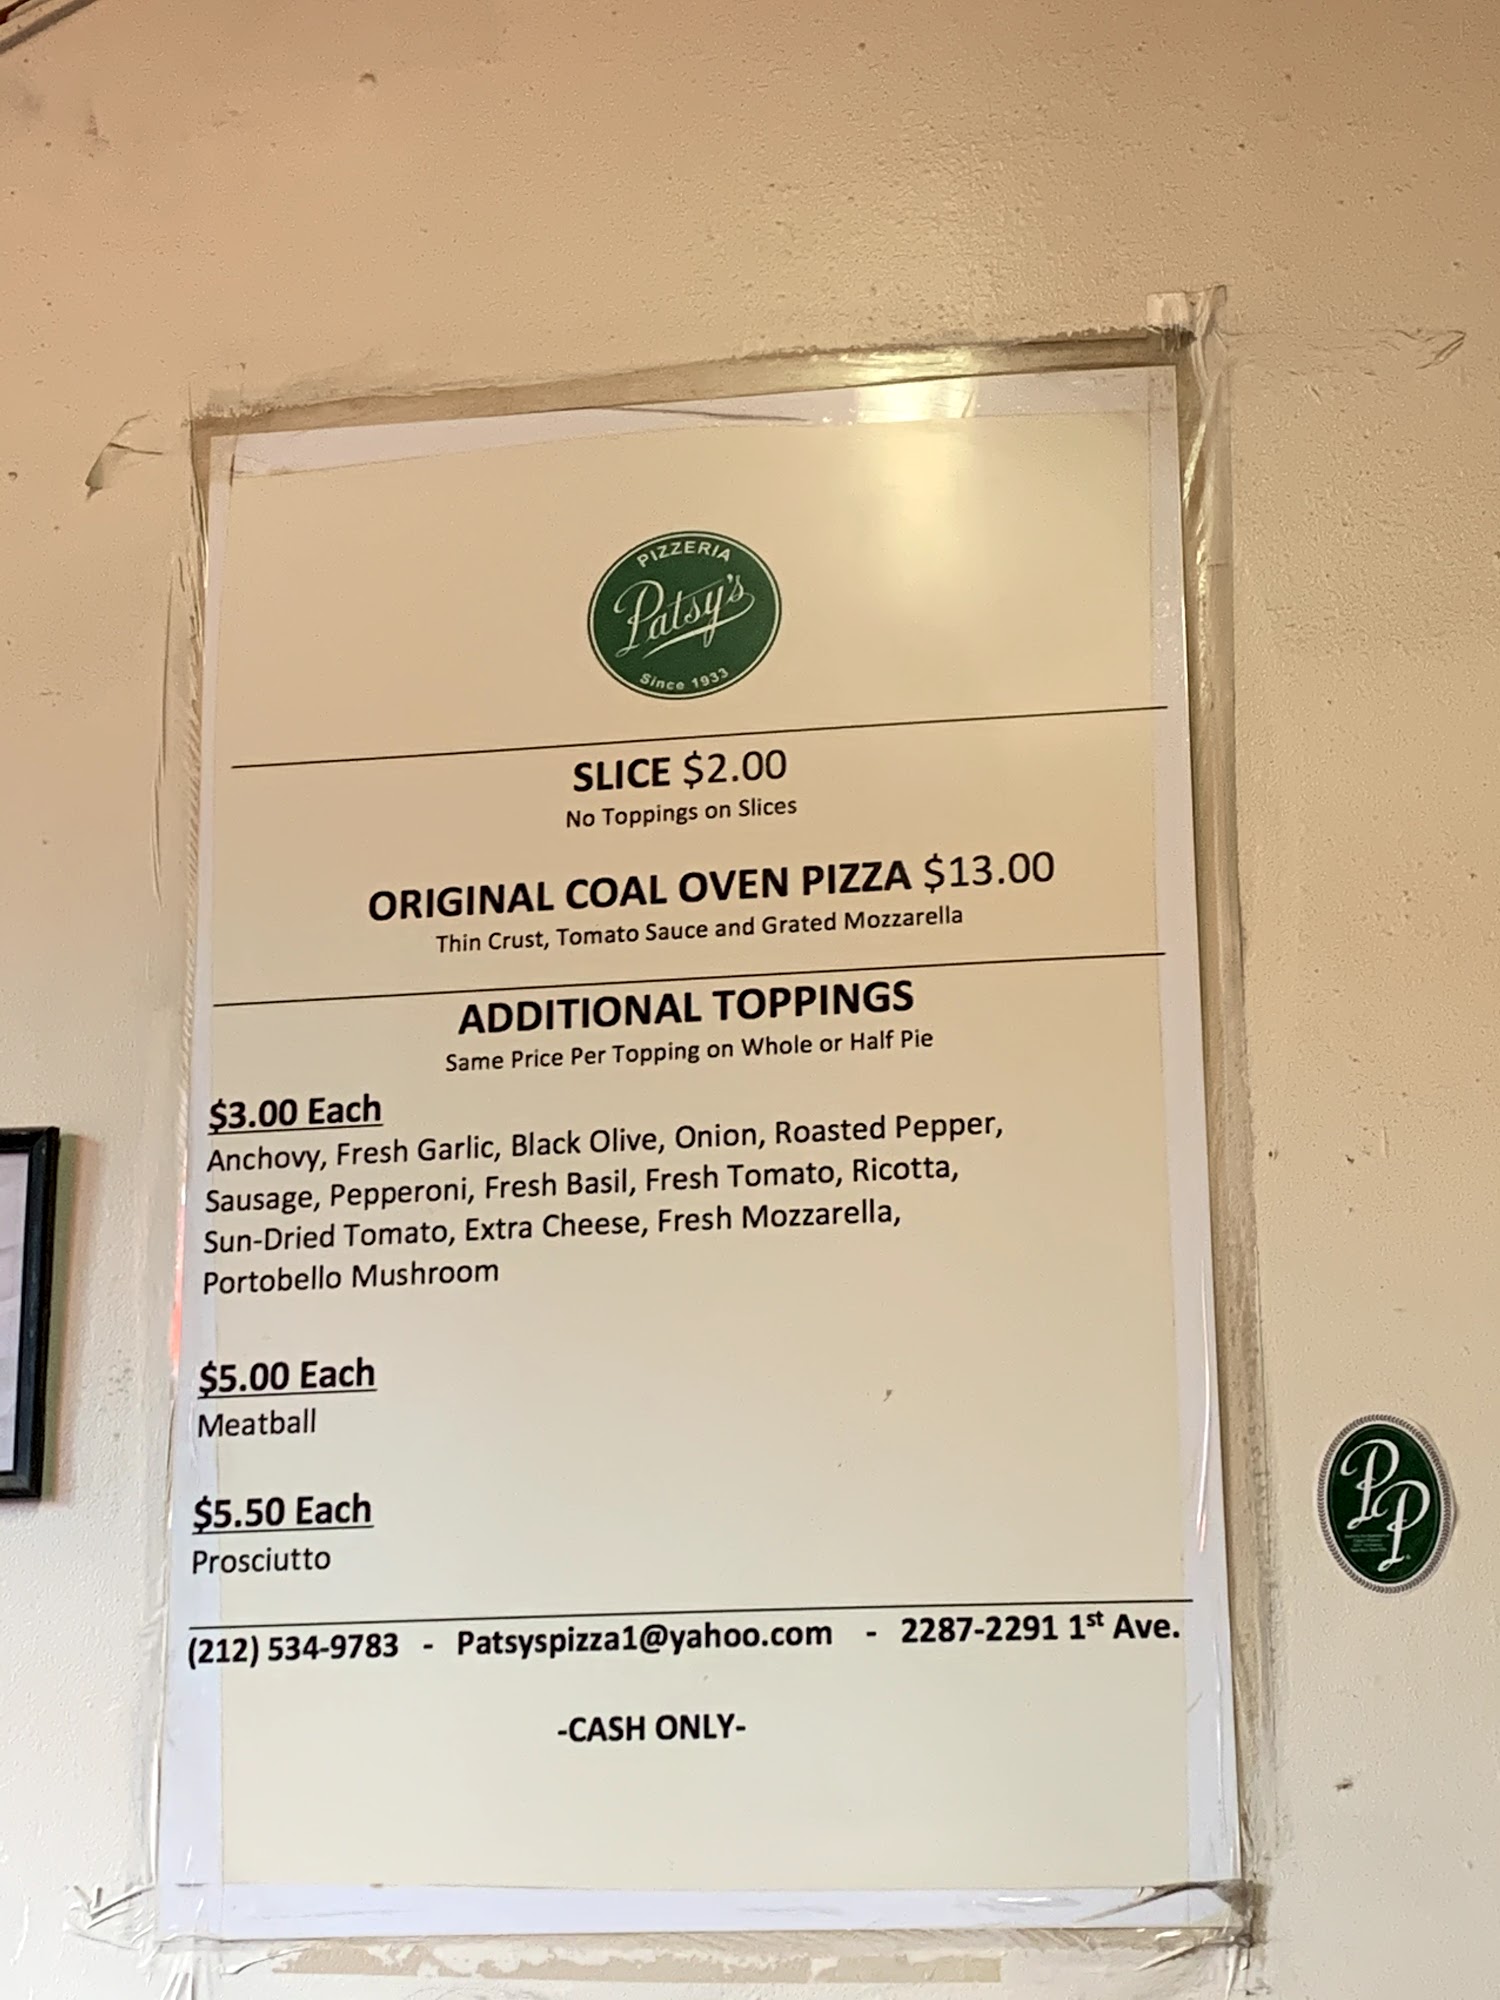 PIZZERIA
Patsy's
Since 1933
SLICE $2.00
No Toppings on Slices
ORIGINAL COAL OVEN PIZZA $13.00
Thin Crust, Tomato Sauce and Grated Mozzarella
ADDITIONAL TOPPINGS
Same Price Per Topping on Whole or Half Pie
$3.00 Each
Anchovy, Fresh Garlic, Black Olive, Onion, Roasted Pepper,
Sausage, Pepperoni, Fresh Basil, Fresh Tomato, Ricotta,
Sun-Dried Tomato, Extra Cheese, Fresh Mozzarella,
Portobello Mushroom
$5.00 Each
Meatball
$5.50 Each
Prosciutto
(212) 534-9783 - Patsyspizza1@yahoo.com - 2287-2291 1st Ave.
-CASH ONLY-
PP